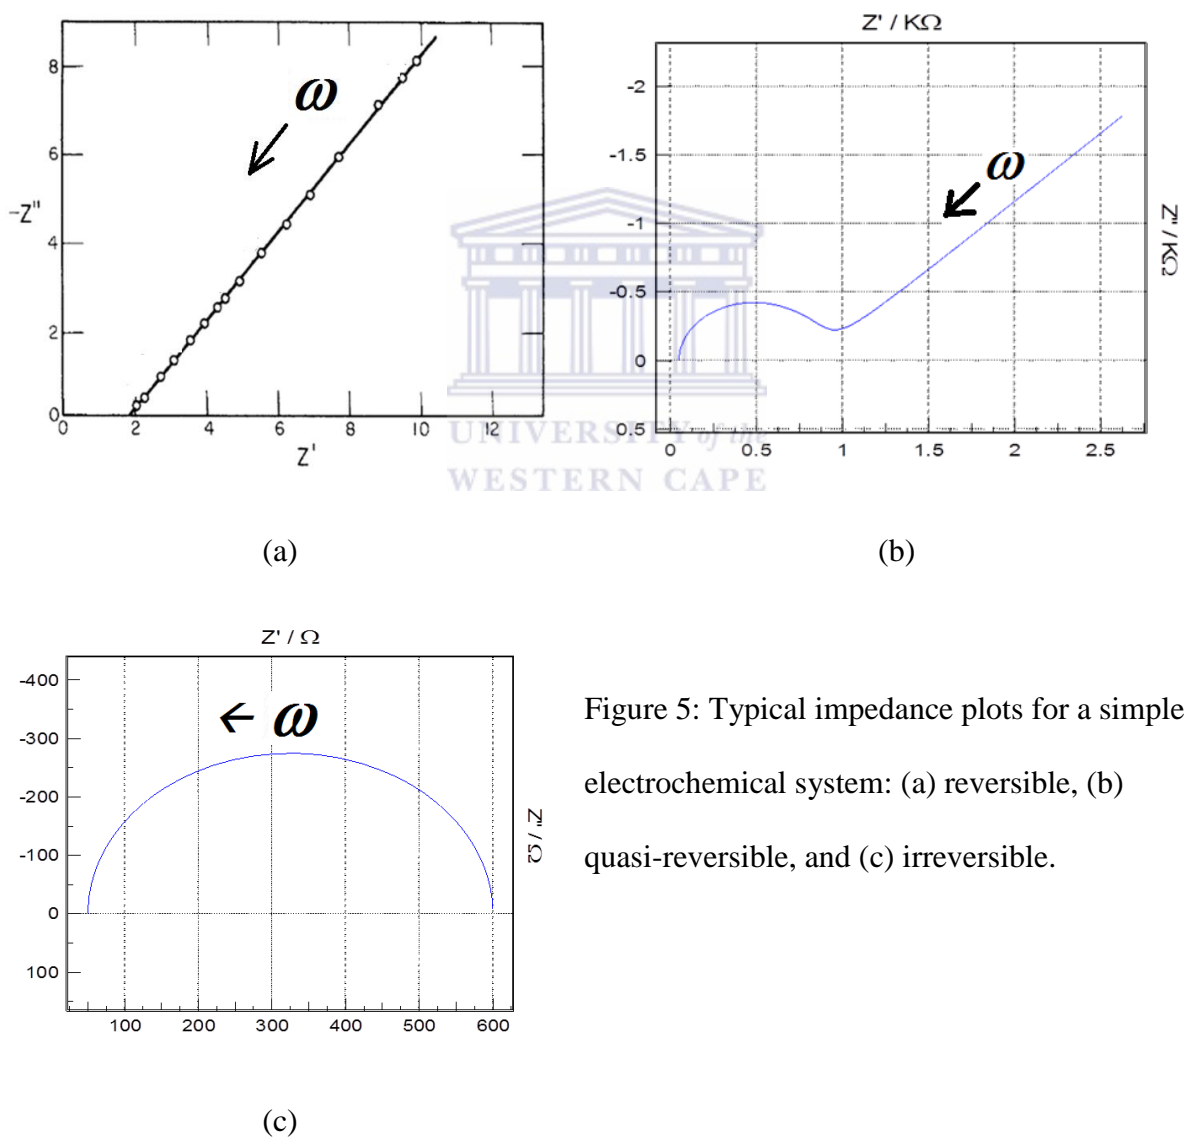 8
6
4
2
0
-Z"
ω
0
2
4
6
8
10
12
Z'
(a)
Z' / KΩ
-2
-1.5
-1
-0.5
0
0.5
ω
Z" / KΩ
0
0.5
1
1.5
2
2.5
UNIVERSITY of the
WESTERN CAPE
(b)
Z' / Ω
-400
-300
-200
-100
0
100
← ω
Z" / Ω
100
200
300
400
500
600
(c)
Figure 5: Typical impedance plots for a simple
electrochemical system: (a) reversible, (b)
quasi-reversible, and (c) irreversible.